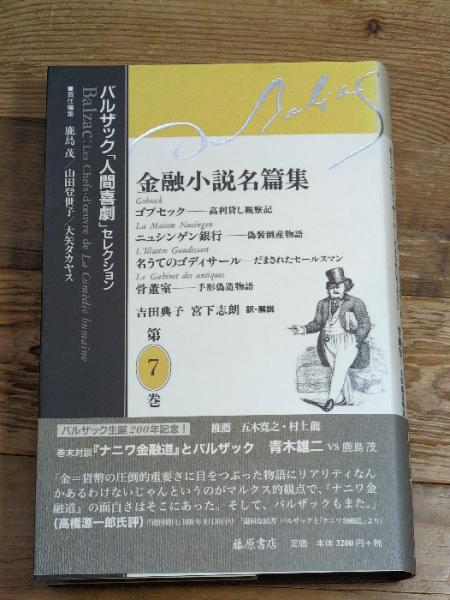 バルザック「人間喜劇」セレクション
Balzac: Les Chefs-d'œuvre de La Comédie humaine
■責任編集 鹿島 茂/山田登世子/大矢タカヤス
Balzac
金融小説名篇集
Gobseck
ゴプセック——高利貸し観察記
La Maison Nucingen
ニュシンゲン銀行——偽装倒産物語
L'Illustre Gaudissart
名うてのゴディサール——だまされたセールスマン
Le Cabinet des antiques
骨董室——手形偽造物語
吉田典子 宮下志朗 訳・解説
第
7
巻
バルザック生誕200年記念!
推薦 五木寛之・村上龍
巻末対談『ナニワ金融道』とバルザック 青木雄二 VS 鹿島 茂
「金=貨幣の圧倒的重要さに目をつぶった物語にリアリティなん
かあるわけないじゃんというのがマルクス的観点で、『ナニワ金
融道』の面白さはそこにあった。そして、バルザックもまた。」
(高橋源一郎氏評)
藤原書店 定価 本体 3200円+税